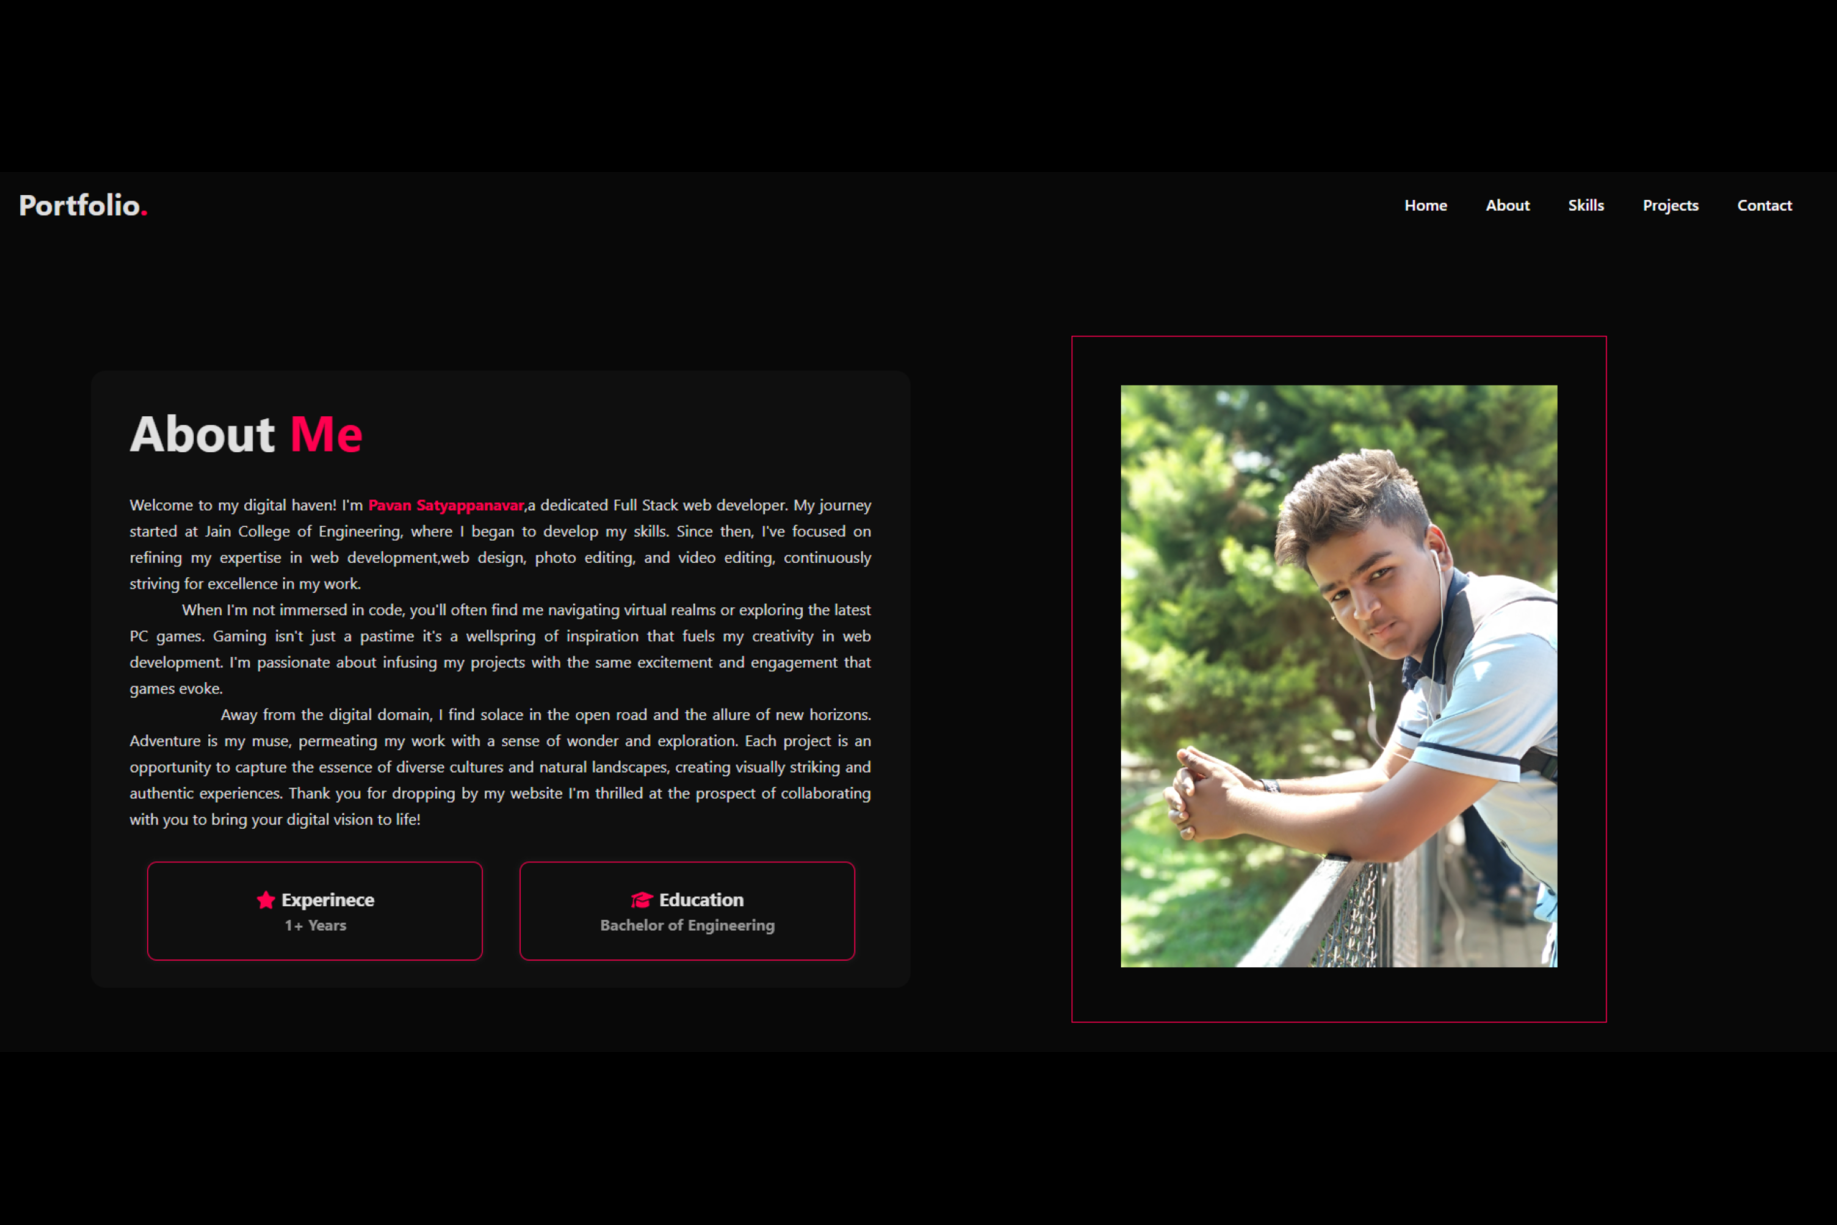 Portfolio.
Home About Skills Projects Contact
About Me
Welcome to my digital haven! I'm Pavan Satyappanavar,a dedicated Full Stack web developer. My journey
started at Jain College of Engineering, where I began to develop my skills. Since then, I've focused on
refining my expertise in web development,web design, photo editing, and video editing, continuously
striving for excellence in my work.
When I'm not immersed in code, you'll often find me navigating virtual realms or exploring the latest
PC games. Gaming isn't just a pastime it's a wellspring of inspiration that fuels my creativity in web
development. I'm passionate about infusing my projects with the same excitement and engagement that
games evoke.
Away from the digital domain, I find solace in the open road and the allure of new horizons.
Adventure is my muse, permeating my work with a sense of wonder and exploration. Each project is an
opportunity to capture the essence of diverse cultures and natural landscapes, creating visually striking and
authentic experiences. Thank you for dropping by my website I'm thrilled at the prospect of collaborating
with you to bring your digital vision to life!
Experinece
1+ Years
Education
Bachelor of Engineering